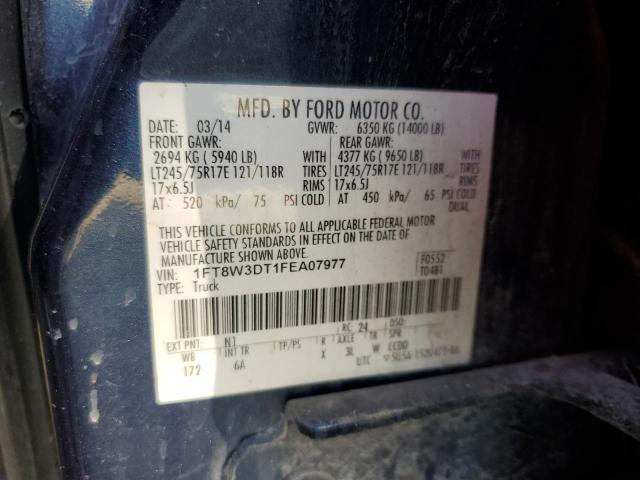 MFD. BY FORD MOTOR CO.
DATE: 03/14 GVWR: 6350 KG (14000 LB)
FRONT GAWR: REAR GAWR:
2694 KG (5940 LB) WITH 4377 KG (9650 LB) WITH
LT245/75R17E 121/118R TIRES LT245/75R17E 121/118R TIRES
17x6.5J RIMS 17x6.5J RIMS
AT 520 kPa/ 75 PSI COLD AT 450 kPa/ 65 PSI COLD
DUAL
THIS VEHICLE CONFORMS TO ALL APPLICABLE FEDERAL MOTOR
VEHICLE SAFETY STANDARDS IN EFFECT ON THE DATE OF
MANUFACTURE SHOWN ABOVE.
VIN: 1FT8W3DT1FEA07977 F0552
TYPE: Truck T0481
EXT PNT: N1 RC: 24 DSO:
WB INT TR TP/PS R AXLE TR SPR
172 6A X 3L W CCDD
UTC